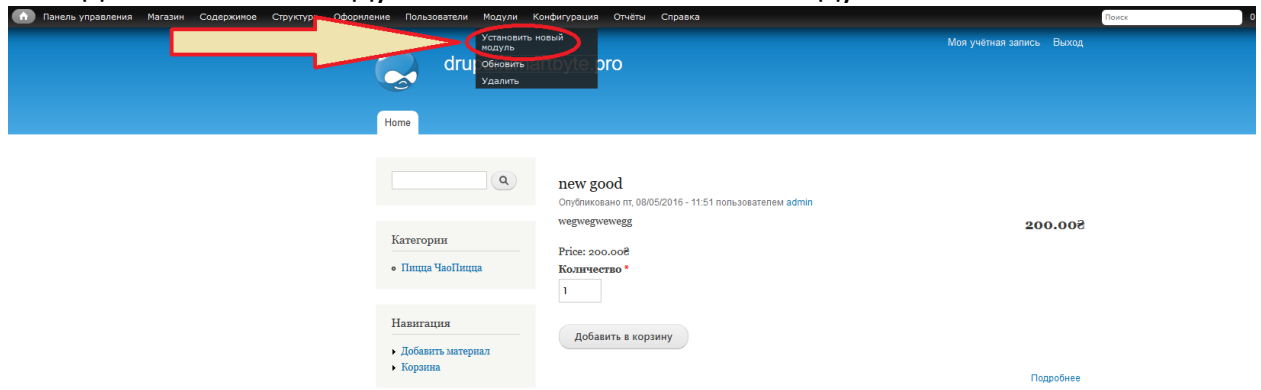 Панель управления Магазин Содержимое Структура Оформление Пользователи Модули Конфигурация Отчёты Справка Поиск 0
Установить новый
модуль
Моя учётная запись Выход
Обновить
Удалить
Home
new good
Опубликовано пт, 08/05/2016 - 11:51 пользователем admin
wegwegwewegg
200.00₴
Категории
Пицца ЧаоПицца
Price: 200.00₴
Количество *
1
Навигация
Добавить в корзину
Добавить материал
Корзина
Подробнее